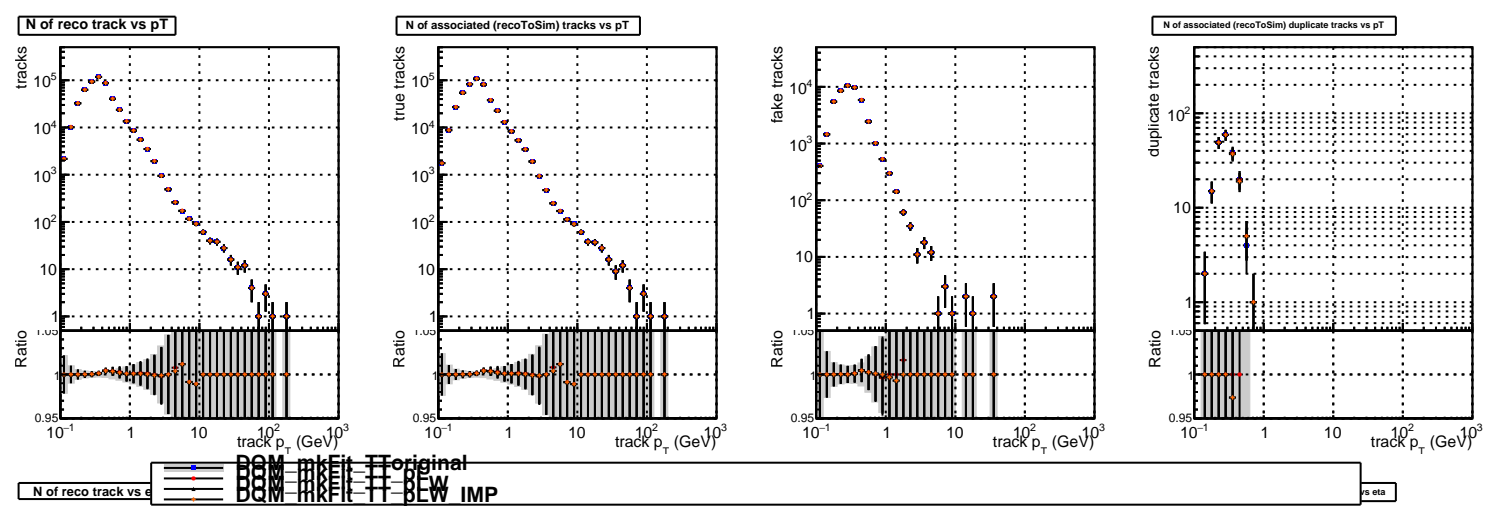 N of reco track vs pT
N of associated (recoToSim) tracks vs pT
N of associated (recoToSim) duplicate tracks vs pT
tracks
10^5
10^4
10^3
10^2
10
1
Ratio
1.05
1
0.95
10^-1 1 10 10^2 10^3
track p_T (GeV)
true tracks
10^5
10^4
10^3
10^2
10
1
Ratio
1.05
1
0.95
10^-1 1 10 10^2 10^3
track p_T (GeV)
fake tracks
10^4
10^3
10^2
10
1
Ratio
1.05
1
0.95
10^-1 1 10 10^2 10^3
track p_T (GeV)
duplicate tracks
10^2
10
1
Ratio
1.05
1
0.95
10^-1 1 10 10^2 10^3
track p_T (GeV)
DQM_mkFit_TToriginal
DQM_mkFit_TT_pL
DQM_mkFit_TT_pLW
DQM_mkFit_TT_pLW_IMP
N of reco track vs e
vs eta